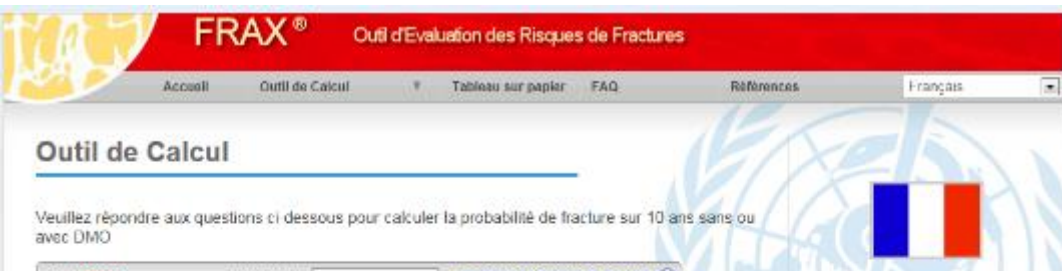 FRAX® Outil d'Evaluation des Risques de Fractures
Accueil Outil de Calcul Tableau sur papier FAQ Références Français
Outil de Calcul
Veuillez répondre aux questions ci dessous pour calculer la probabilité de fracture sur 10 ans sans ou
avec DMO